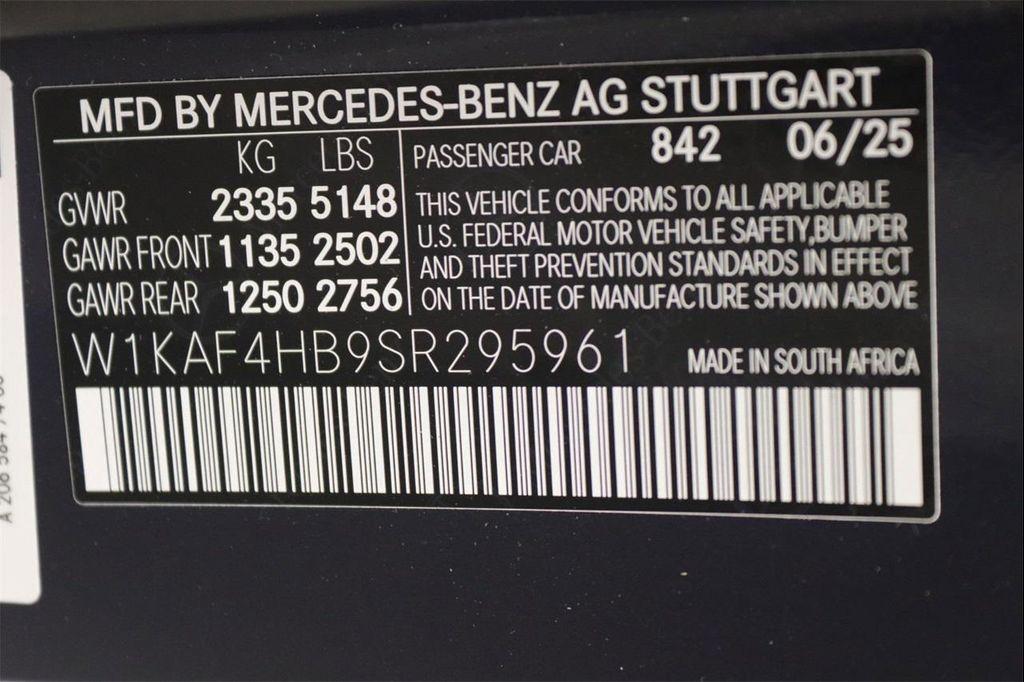 MFD BY MERCEDES-BENZ AG STUTTGART
KG LBS
GVWR 2335 5148
GAWR FRONT 1135 2502
GAWR REAR 1250 2756
PASSENGER CAR 842 06/25
THIS VEHICLE CONFORMS TO ALL APPLICABLE
U.S. FEDERAL MOTOR VEHICLE SAFETY,BUMPER
AND THEFT PREVENTION STANDARDS IN EFFECT
ON THE DATE OF MANUFACTURE SHOWN ABOVE
W1KAF4HB9SR295961
MADE IN SOUTH AFRICA